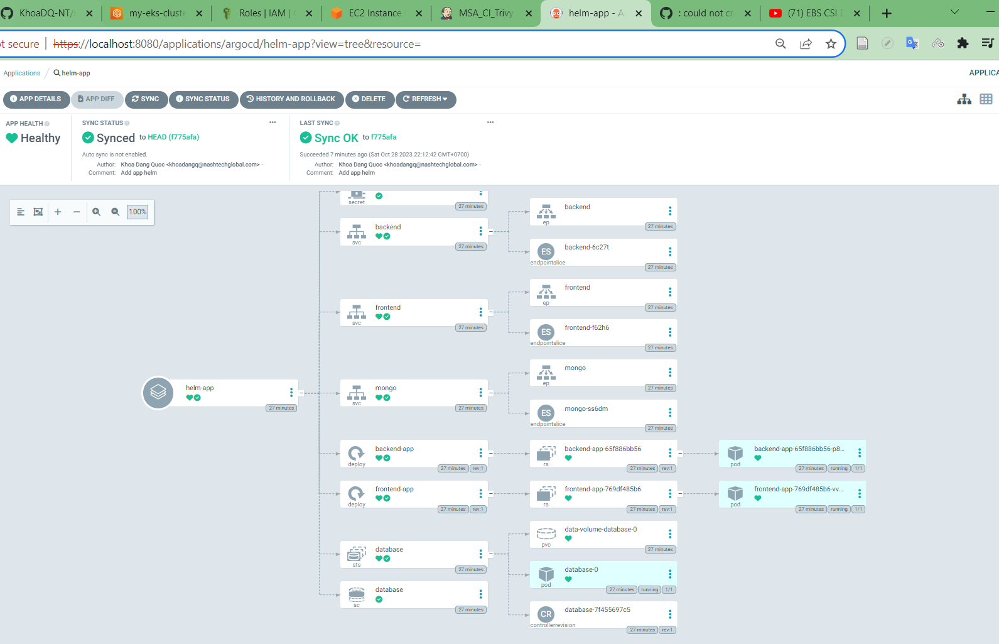 KhoaDQ-NT/
my-eks-cluste
Roles | IAM |
EC2 Instance
MSA_CI_Trivy
helm-app - A
: could not cr
(71) EBS CSI D
t secure | https://localhost:8080/applications/argocd/helm-app?view=tree&resource=
Applications / helm-app
APPLICA
APP DETAILS
APP DIFF
SYNC
SYNC STATUS
HISTORY AND ROLLBACK
DELETE
REFRESH
APP HEALTH
Healthy
SYNC STATUS
Synced to HEAD (f775afa)
Auto sync is not enabled.
Author: Khoa Dang Quoc <khoadangq@nashtechglobal.com> -
Comment: Add app helm
LAST SYNC
Sync OK to f775afa
Succeeded 7 minutes ago (Sat Oct 28 2023 22:12:42 GMT+0700)
Author: Khoa Dang Quoc <khoadangq@nashtechglobal.com> -
Comment: Add app helm
100%
secret
27 minutes
backend
svc
27 minutes
backend
ep
27 minutes
ES
backend-6c27t
endpointslice
27 minutes
frontend
svc
27 minutes
frontend
ep
27 minutes
ES
frontend-f62h6
endpointslice
27 minutes
helm-app
27 minutes
mongo
svc
27 minutes
mongo
ep
27 minutes
ES
mongo-ss6dm
endpointslice
27 minutes
backend-app
deploy
27 minutes rev:1
backend-app-65f886bb56
rs
27 minutes rev:1
backend-app-65f886bb56-p8...
pod
27 minutes running 1/1
frontend-app
deploy
27 minutes rev:1
frontend-app-769df485b6
rs
27 minutes rev:1
frontend-app-769df485b6-vv...
pod
27 minutes running 1/1
database
sts
27 minutes
data-volume-database-0
pvc
27 minutes
database-0
pod
27 minutes running 1/1
database
sc
27 minutes
CR
database-7f455697c5
controllerrevision
27 minutes rev:1